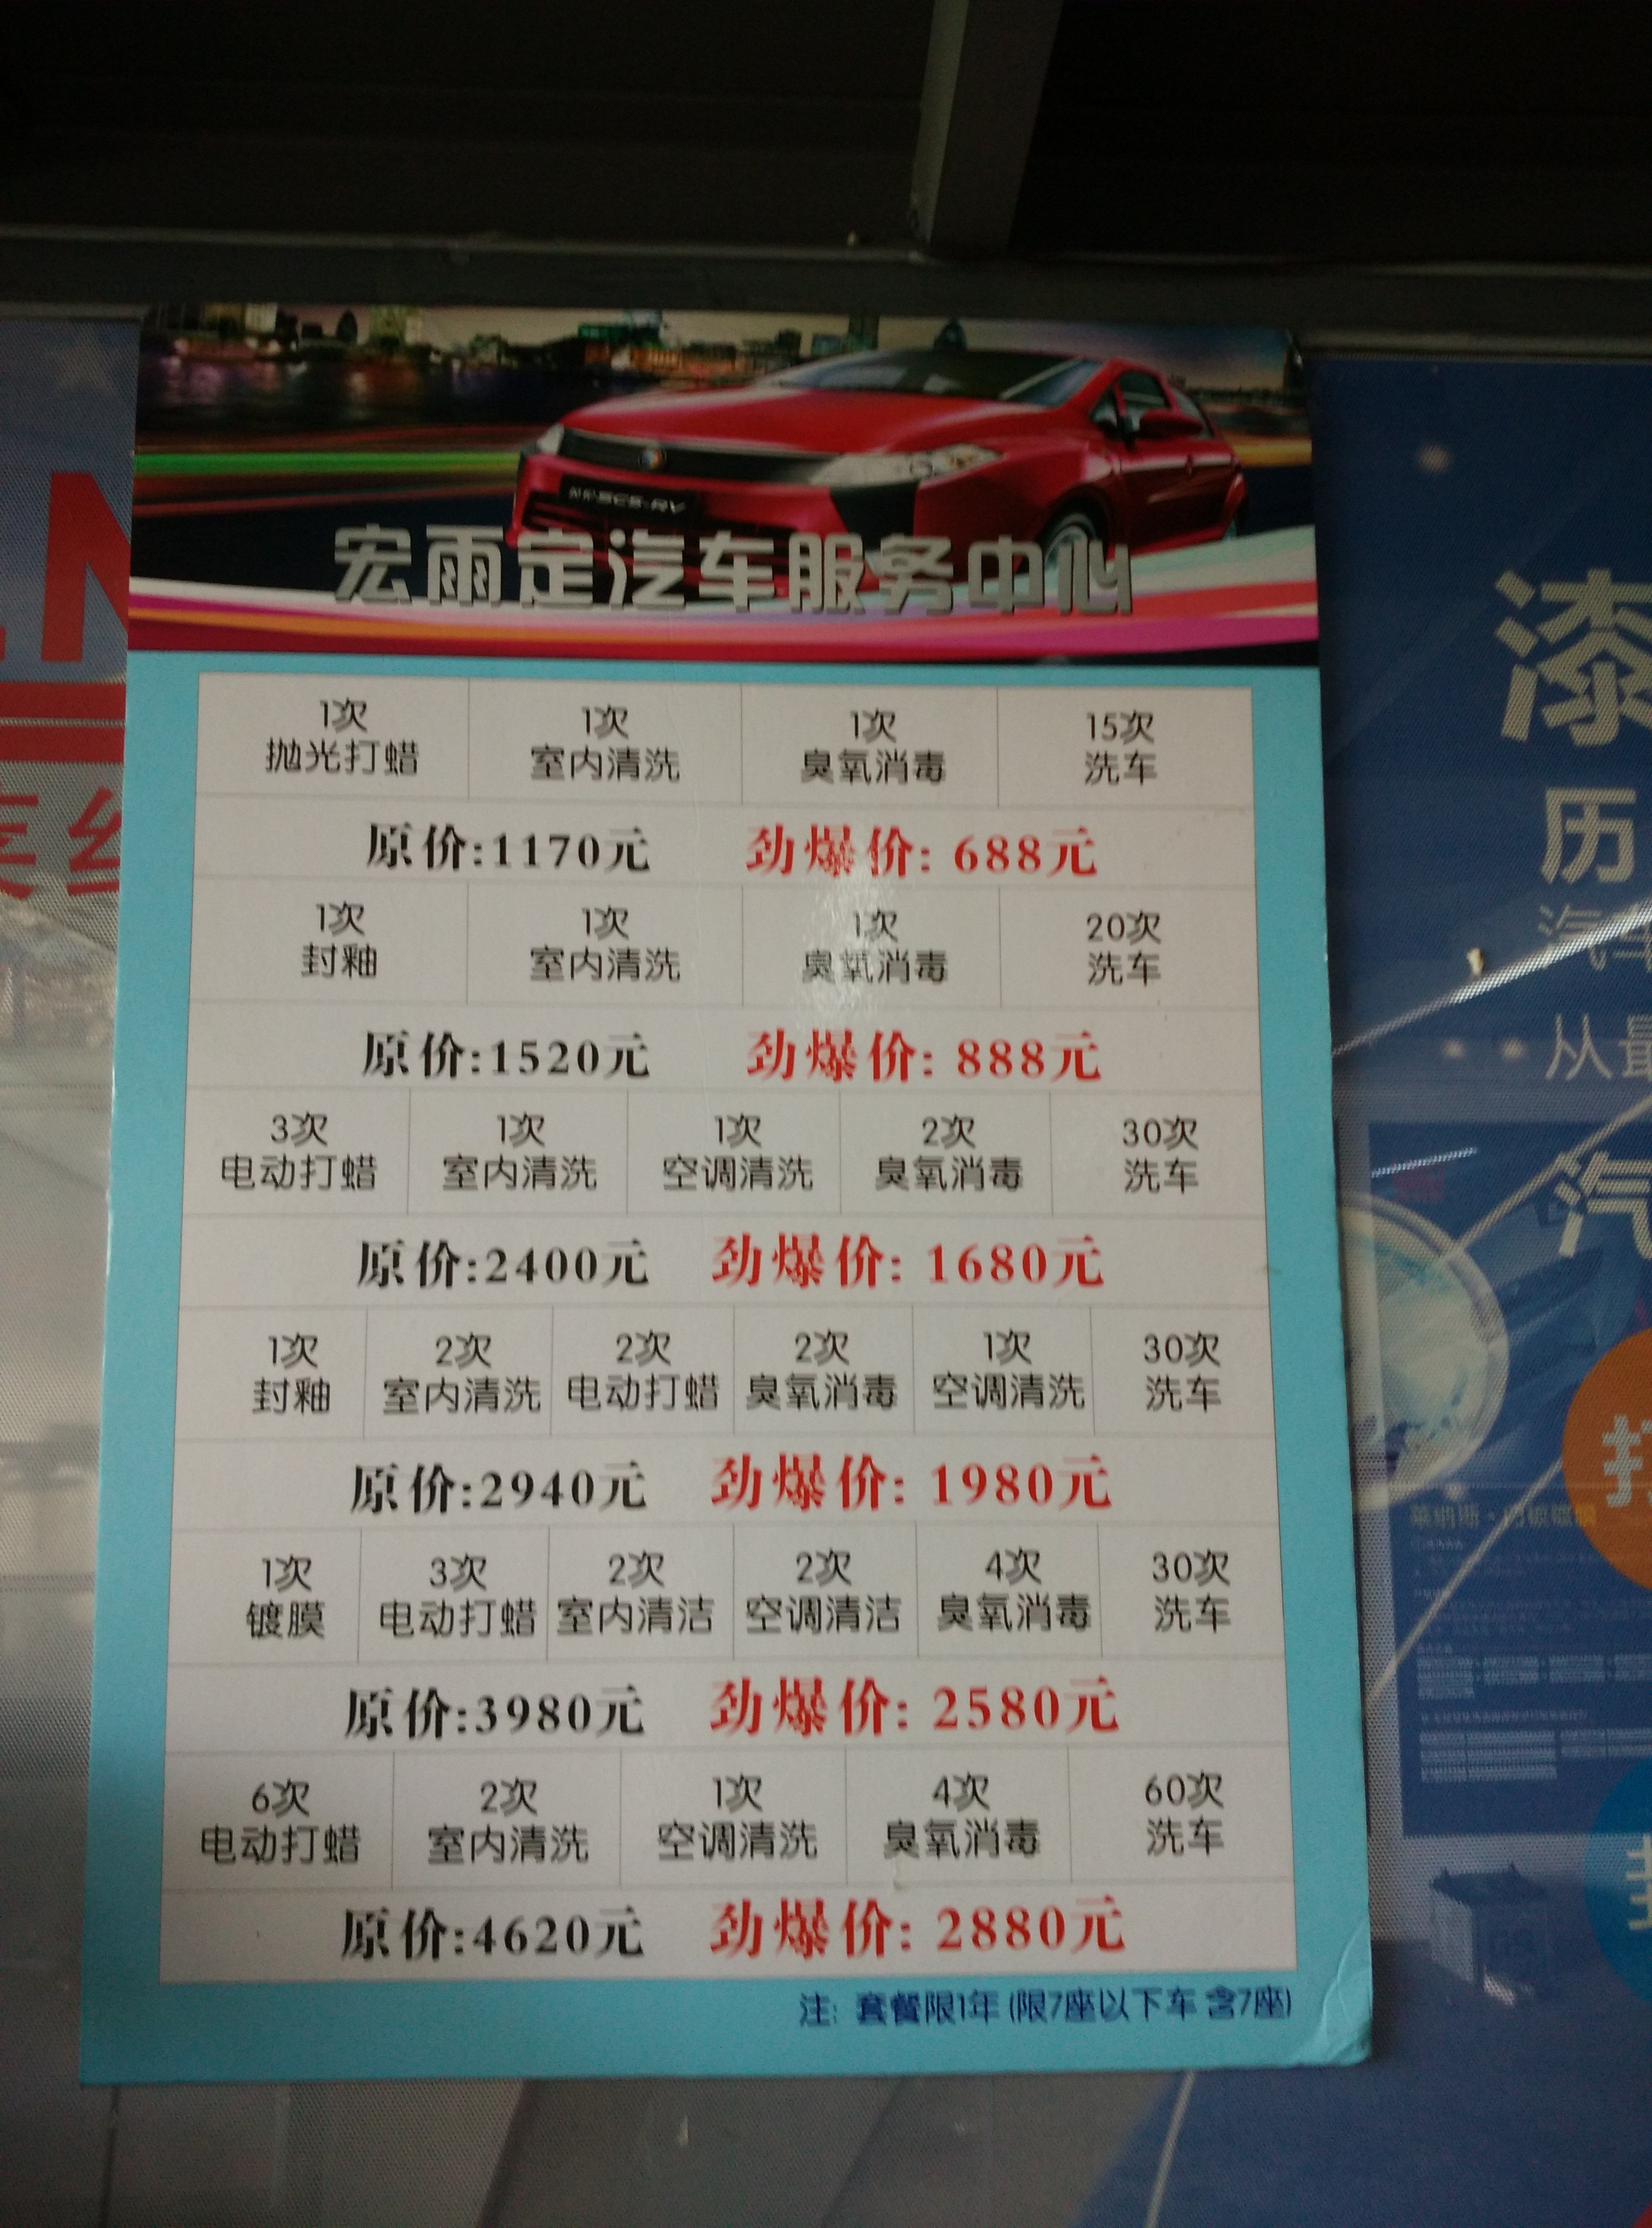 宏雨定汽车服务中心
1次 1次 1次 15次
抛光打蜡 室内清洗 臭氧消毒 洗车
原价:1170元 劲爆价: 688元
1次 1次 1次 20次
封釉 室内清洗 臭氧消毒 洗车
原价:1520元 劲爆价: 888元
3次 1次 1次 2次 30次
电动打蜡 室内清洗 空调清洗 臭氧消毒 洗车
原价:2400元 劲爆价: 1680元
1次 2次 2次 2次 1次 30次
封釉 室内清洗 电动打蜡 臭氧消毒 空调清洗 洗车
原价:2940元 劲爆价: 1980元
1次 3次 2次 2次 4次 30次
镀膜 电动打蜡 室内清洁 空调清洁 臭氧消毒 洗车
原价:3980元 劲爆价: 2580元
6次 2次 1次 4次 60次
电动打蜡 室内清洗 空调清洗 臭氧消毒 洗车
原价:4620元 劲爆价: 2880元
注: 套餐限1年 (限7座以下车 含7座)
漆
历
汽车
从最
汽
打